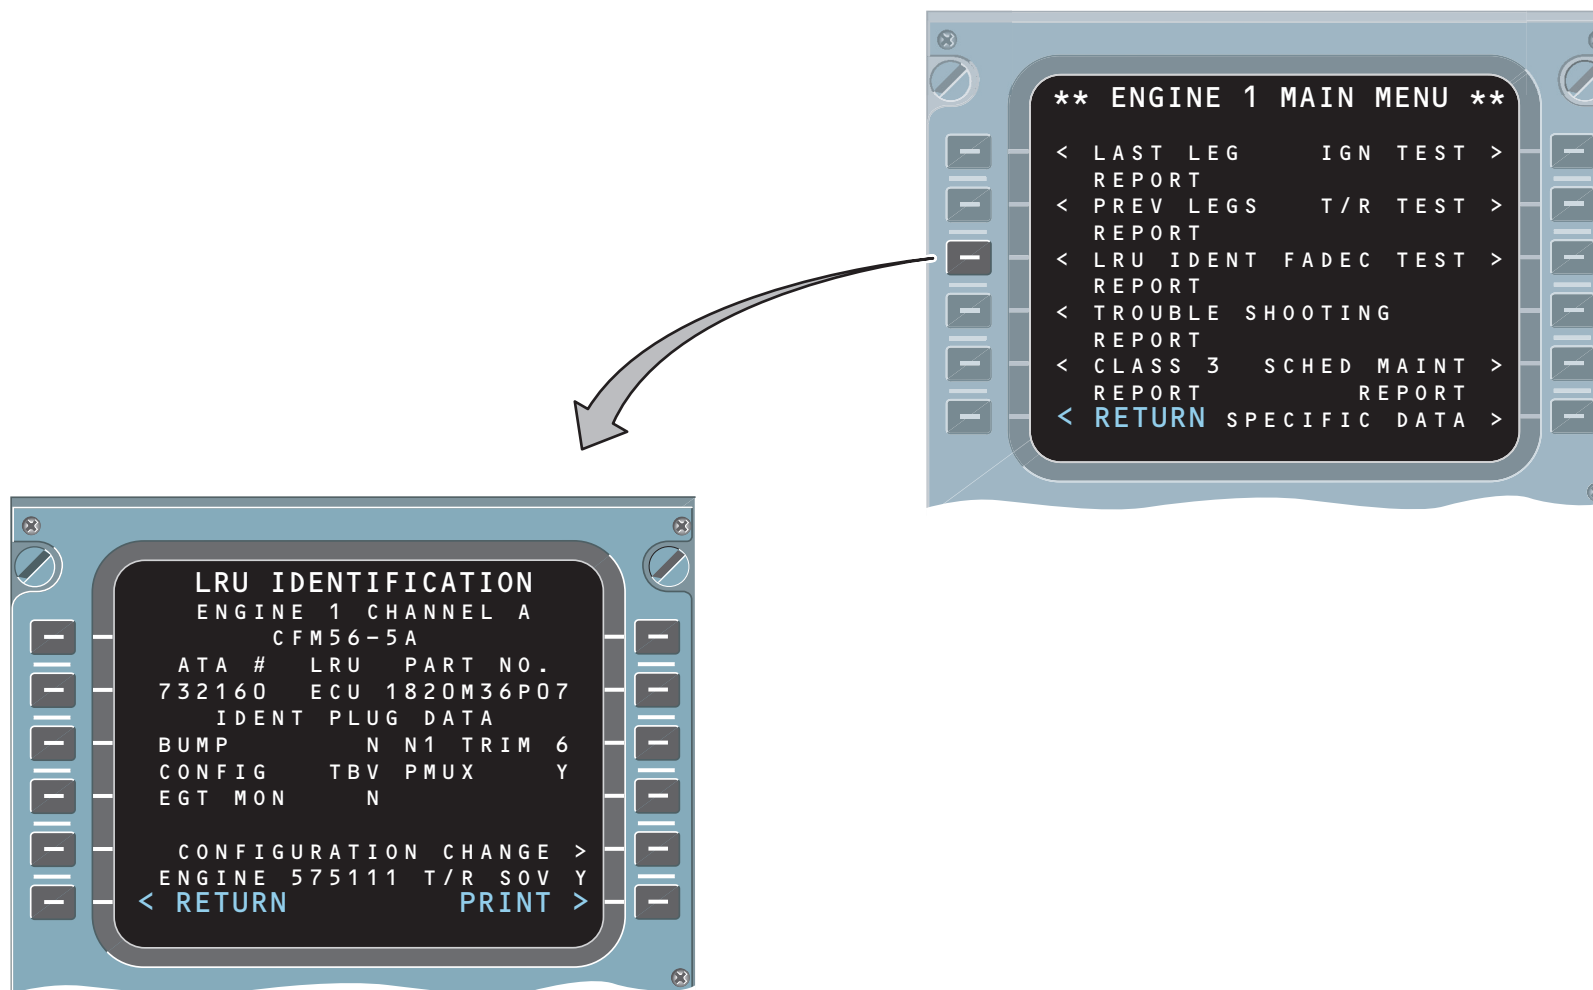 ** ENGINE 1 MAIN MENU **
< LAST LEG IGN TEST >
REPORT
< PREV LEGS T/R TEST >
REPORT
< LRU IDENT FADEC TEST >
REPORT
< TROUBLE SHOOTING
REPORT
< CLASS 3 SCHED MAINT >
REPORT REPORT
< RETURN SPECIFIC DATA >
LRU IDENTIFICATION
ENGINE 1 CHANNEL A
CFM56-5A
ATA # LRU PART NO.
732160 ECU 1820M36P07
IDENT PLUG DATA
BUMP N N1 TRIM 6
CONFIG TBV PMUX Y
EGT MON N
CONFIGURATION CHANGE >
ENGINE 575111 T/R SOV Y
< RETURN PRINT >